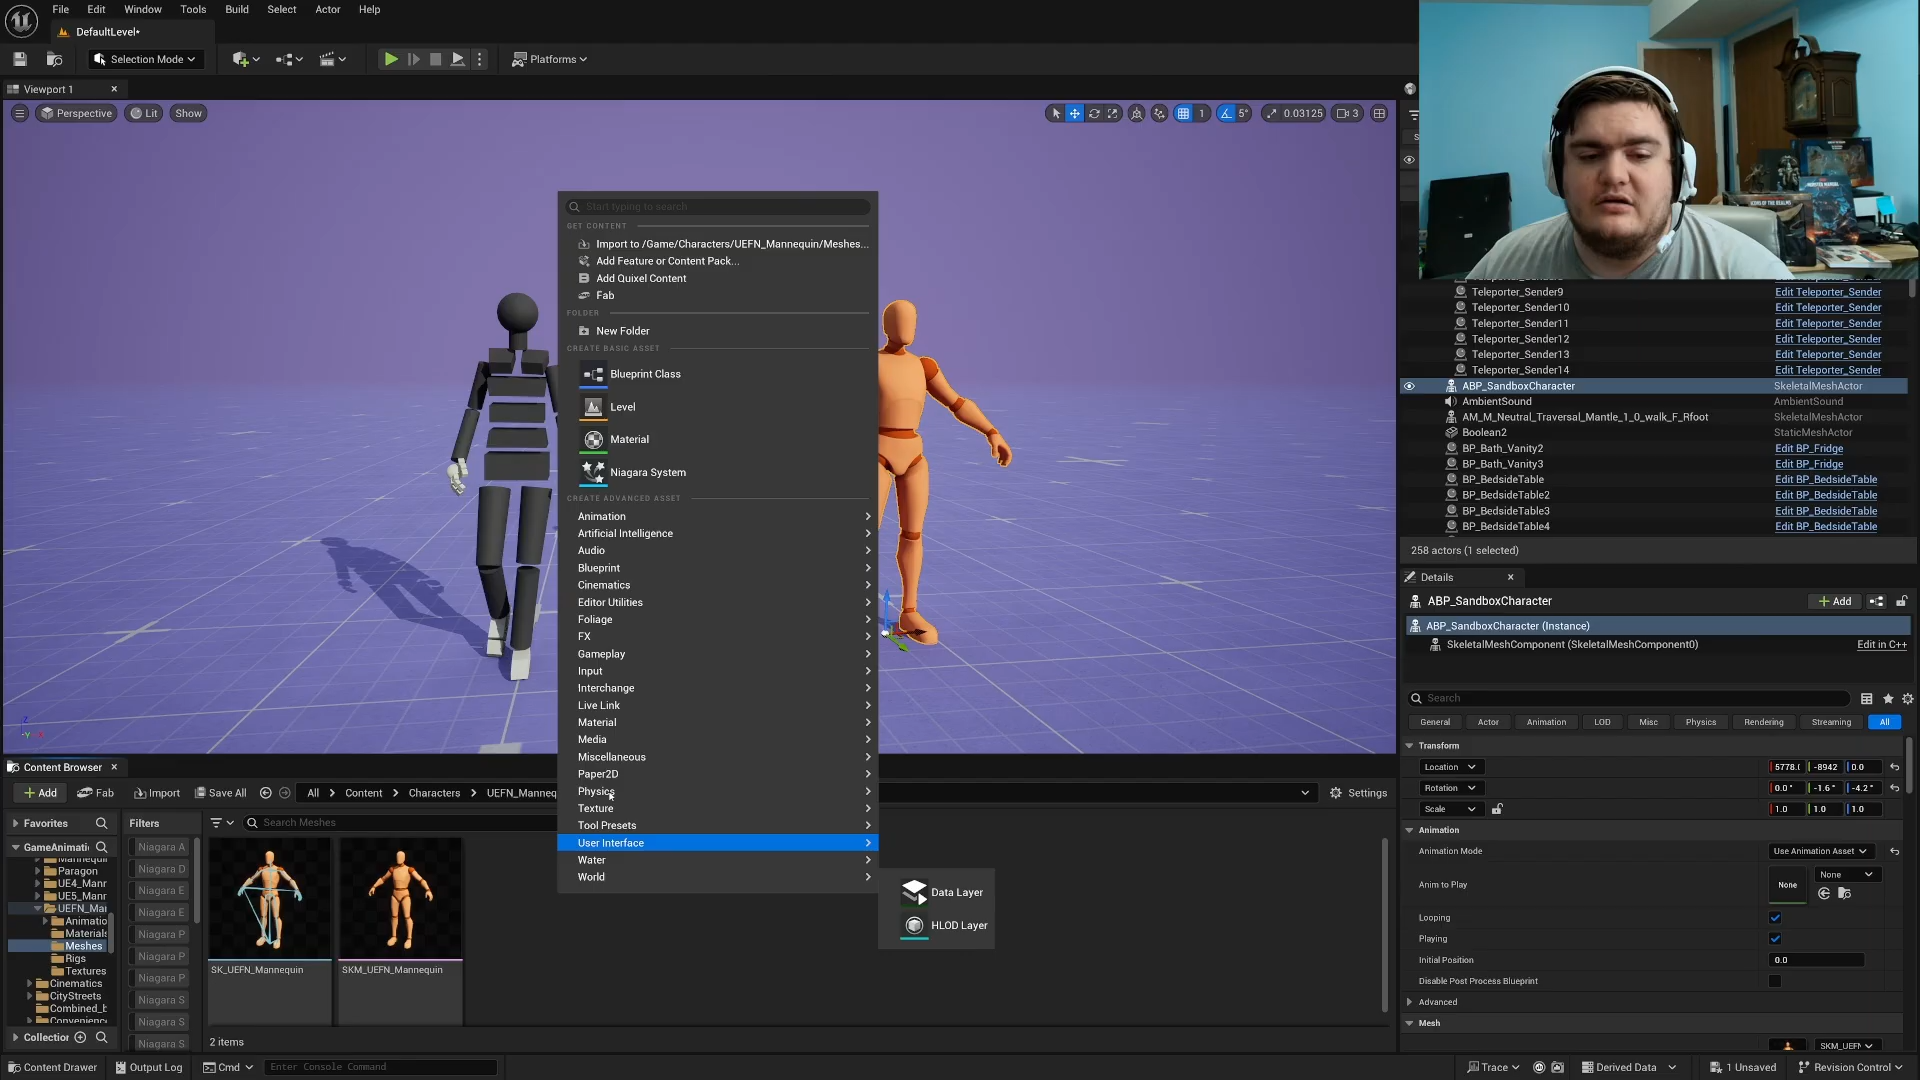 File Edit Window Tools Build Select Actor Help
DefaultLevel*
Selection Mode
Platforms
Viewport 1
Perspective Lit Show
1 5° 0.03125 3
Start typing to search
GET CONTENT
Import to /Game/Characters/UEFN_Mannequin/Meshes...
Add Feature or Content Pack...
Add Quixel Content
Fab
FOLDER
New Folder
CREATE BASIC ASSET
Blueprint Class
Level
Material
Niagara System
CREATE ADVANCED ASSET
Animation
Artificial Intelligence
Audio
Blueprint
Cinematics
Editor Utilities
Foliage
FX
Gameplay
Input
Interchange
Live Link
Material
Media
Miscellaneous
Paper2D
Physics
Texture
Tool Presets
User Interface
Water
World
Data Layer
HLOD Layer
Teleporter_Sender9 Edit Teleporter_Sender
Teleporter_Sender10 Edit Teleporter_Sender
Teleporter_Sender11 Edit Teleporter_Sender
Teleporter_Sender12 Edit Teleporter_Sender
Teleporter_Sender13 Edit Teleporter_Sender
Teleporter_Sender14 Edit Teleporter_Sender
ABP_SandboxCharacter SkeletalMeshActor
AmbientSound AmbientSound
AM_M_Neutral_Traversal_Mantle_1_0_walk_F_Rfoot SkeletalMeshActor
Boolean2 StaticMeshActor
BP_Bath_Vanity2 Edit BP_Fridge
BP_Bath_Vanity3 Edit BP_Fridge
BP_BedsideTable Edit BP_BedsideTable
BP_BedsideTable2 Edit BP_BedsideTable
BP_BedsideTable3 Edit BP_BedsideTable
BP_BedsideTable4 Edit BP_BedsideTable
258 actors (1 selected)
Details
ABP_SandboxCharacter Add
ABP_SandboxCharacter (Instance)
SkeletalMeshComponent (SkeletalMeshComponent0) Edit in C++
Search
General Actor Animation LOD Misc Physics Rendering Streaming All
Transform
Location 5778.( -8942 0.0
Rotation 0.0° -1.6° -4.2°
Scale 1.0 1.0 1.0
Animation
Animation Mode Use Animation Asset
Anim to Play None None
Looping
Playing
Initial Position 0.0
Disable Post Process Blueprint
Advanced
Mesh
SKM_UEFN
Content Browser
Add Fab Import Save All All Content Characters UEFN_Manneq Settings
Favorites Filters Search Meshes
GameAnimati
Mannequin
Paragon
UE4_Mann
UE5_Mann
UEFN_Man
Animatio
Materials
Meshes
Rigs
Textures
Cinematics
CityStreets
Combined_b
Convenienc
Collection
Niagara A
Niagara D
Niagara E
Niagara E
Niagara P
Niagara P
Niagara P
Niagara S
Niagara S
Niagara S
SK_UEFN_Mannequin SKM_UEFN_Mannequin
2 items
Content Drawer Output Log Cmd Enter Console Command Trace Derived Data 1 Unsaved Revision Control